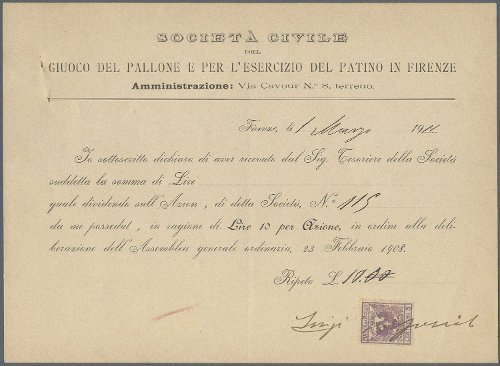 SOCIETÀ CIVILE
DEL
GIUOCO DEL PALLONE E PER L'ESERCIZIO DEL PATINO IN FIRENZE
Amministrazione: Via Cavour N.° 8, terreno.
Firenze, li 1 Marzo 1911
Io sottoscritto dichiaro di aver ricevuto dal Sig. Tesoriere della Società
suddetta la somma di Lire
quale dividendo sull'Azion , di detta Società, N.° 115
da me possedut , in ragione di Lire 10 per Azione, in ordine alla deli-
berazione dell'Assemblea generale ordinaria, 23 Febbraio 1908.
Ripeto L. 10.00
Luigi